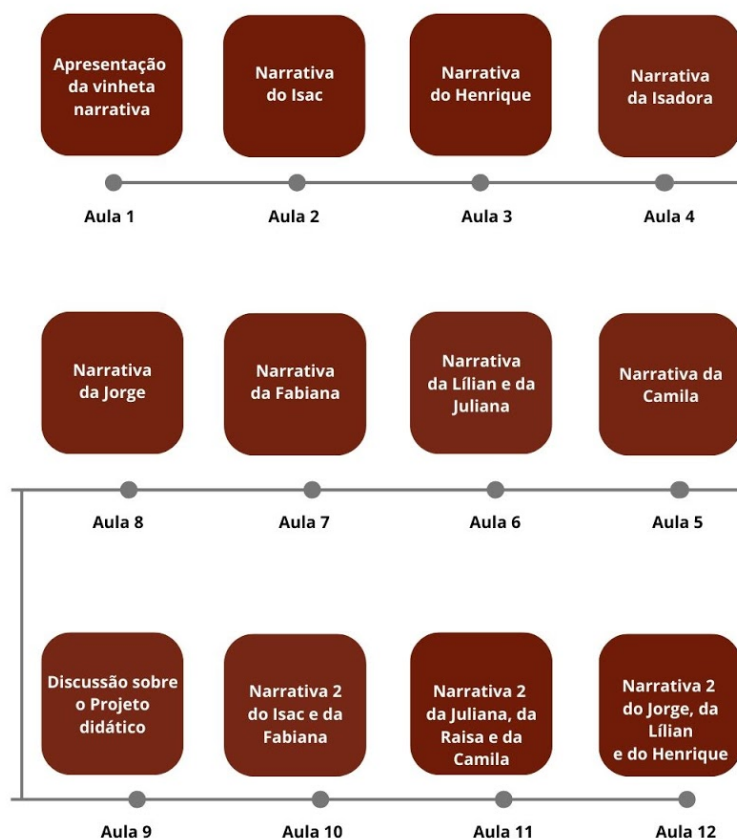 Apresentação
da vinheta
narrativa
Narrativa
do Isac
Narrativa
do Henrique
Narrativa
da Isadora
Aula 1
Aula 2
Aula 3
Aula 4
Narrativa
da Jorge
Narrativa
da Fabiana
Narrativa
da Lílian e da
Juliana
Narrativa da
Camila
Aula 8
Aula 7
Aula 6
Aula 5
Discussão sobre
o Projeto
didático
Narrativa 2
do Isac e da
Fabiana
Narrativa 2
da Juliana, da
Raisa e da
Camila
Narrativa 2
do Jorge, da
Lílian
e do Henrique
Aula 9
Aula 10
Aula 11
Aula 12